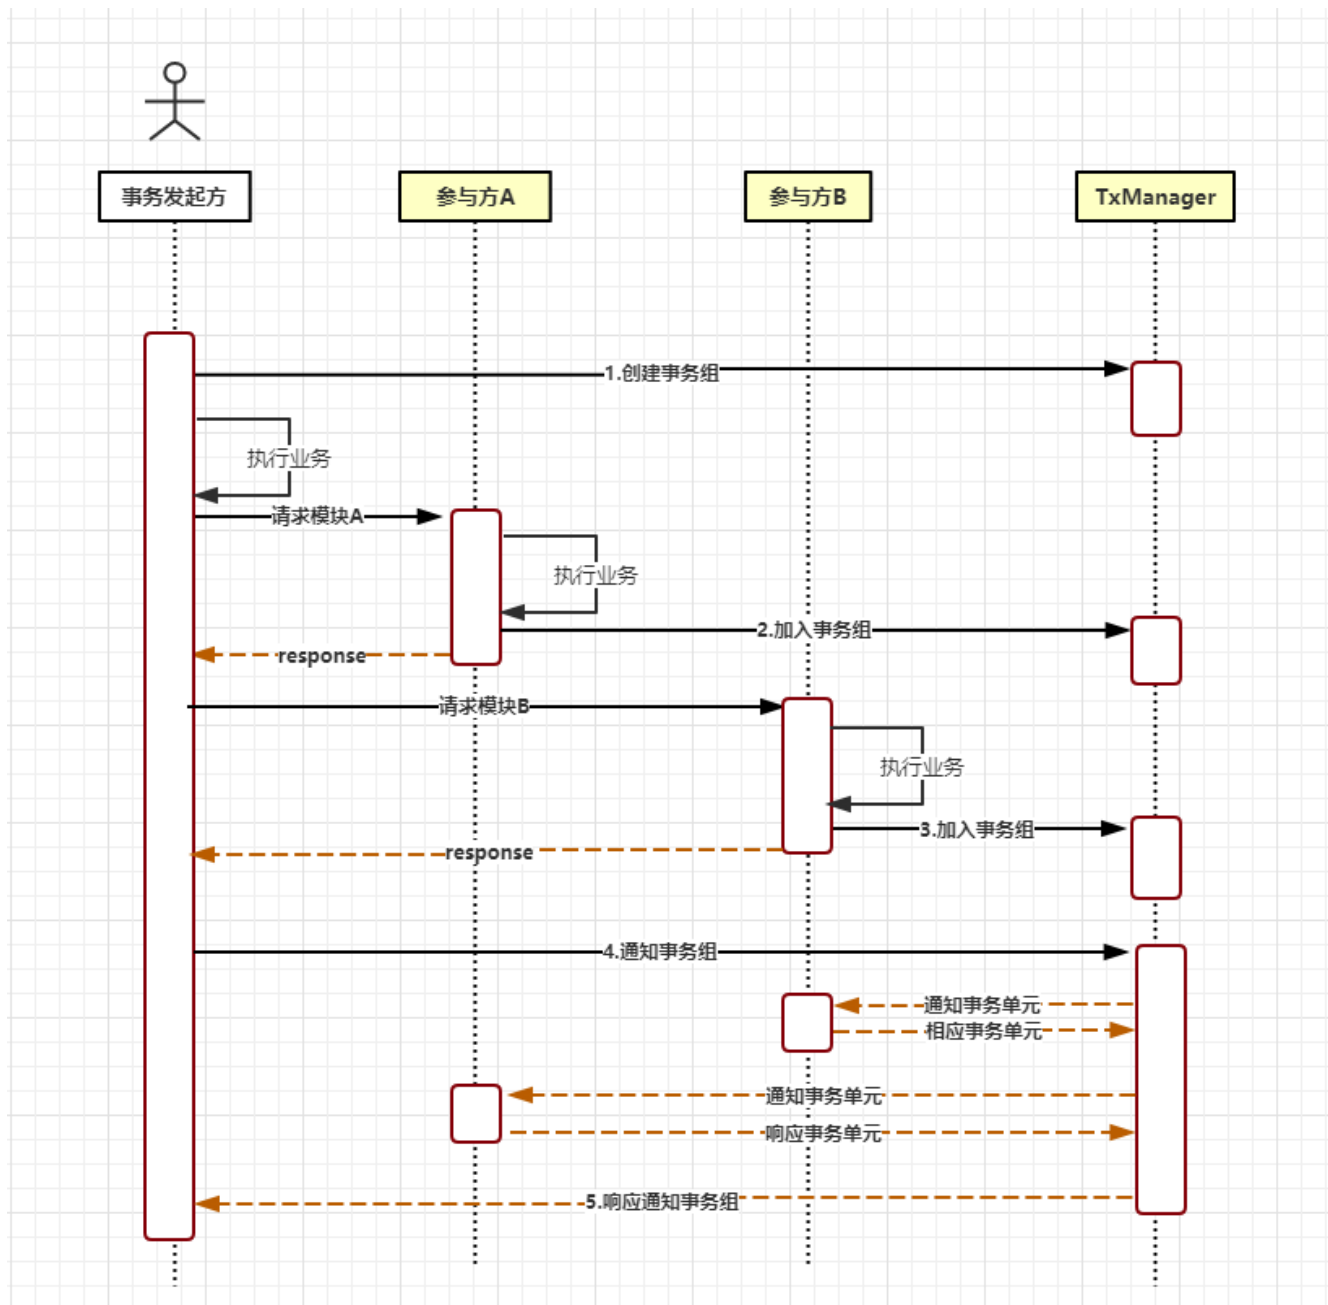 事务发起方
参与方A
参与方B
TxManager
1.创建事务组
执行业务
请求模块A
执行业务
2.加入事务组
response
请求模块B
执行业务
3.加入事务组
response
4.通知事务组
通知事务单元
相应事务单元
通知事务单元
响应事务单元
5.响应通知事务组